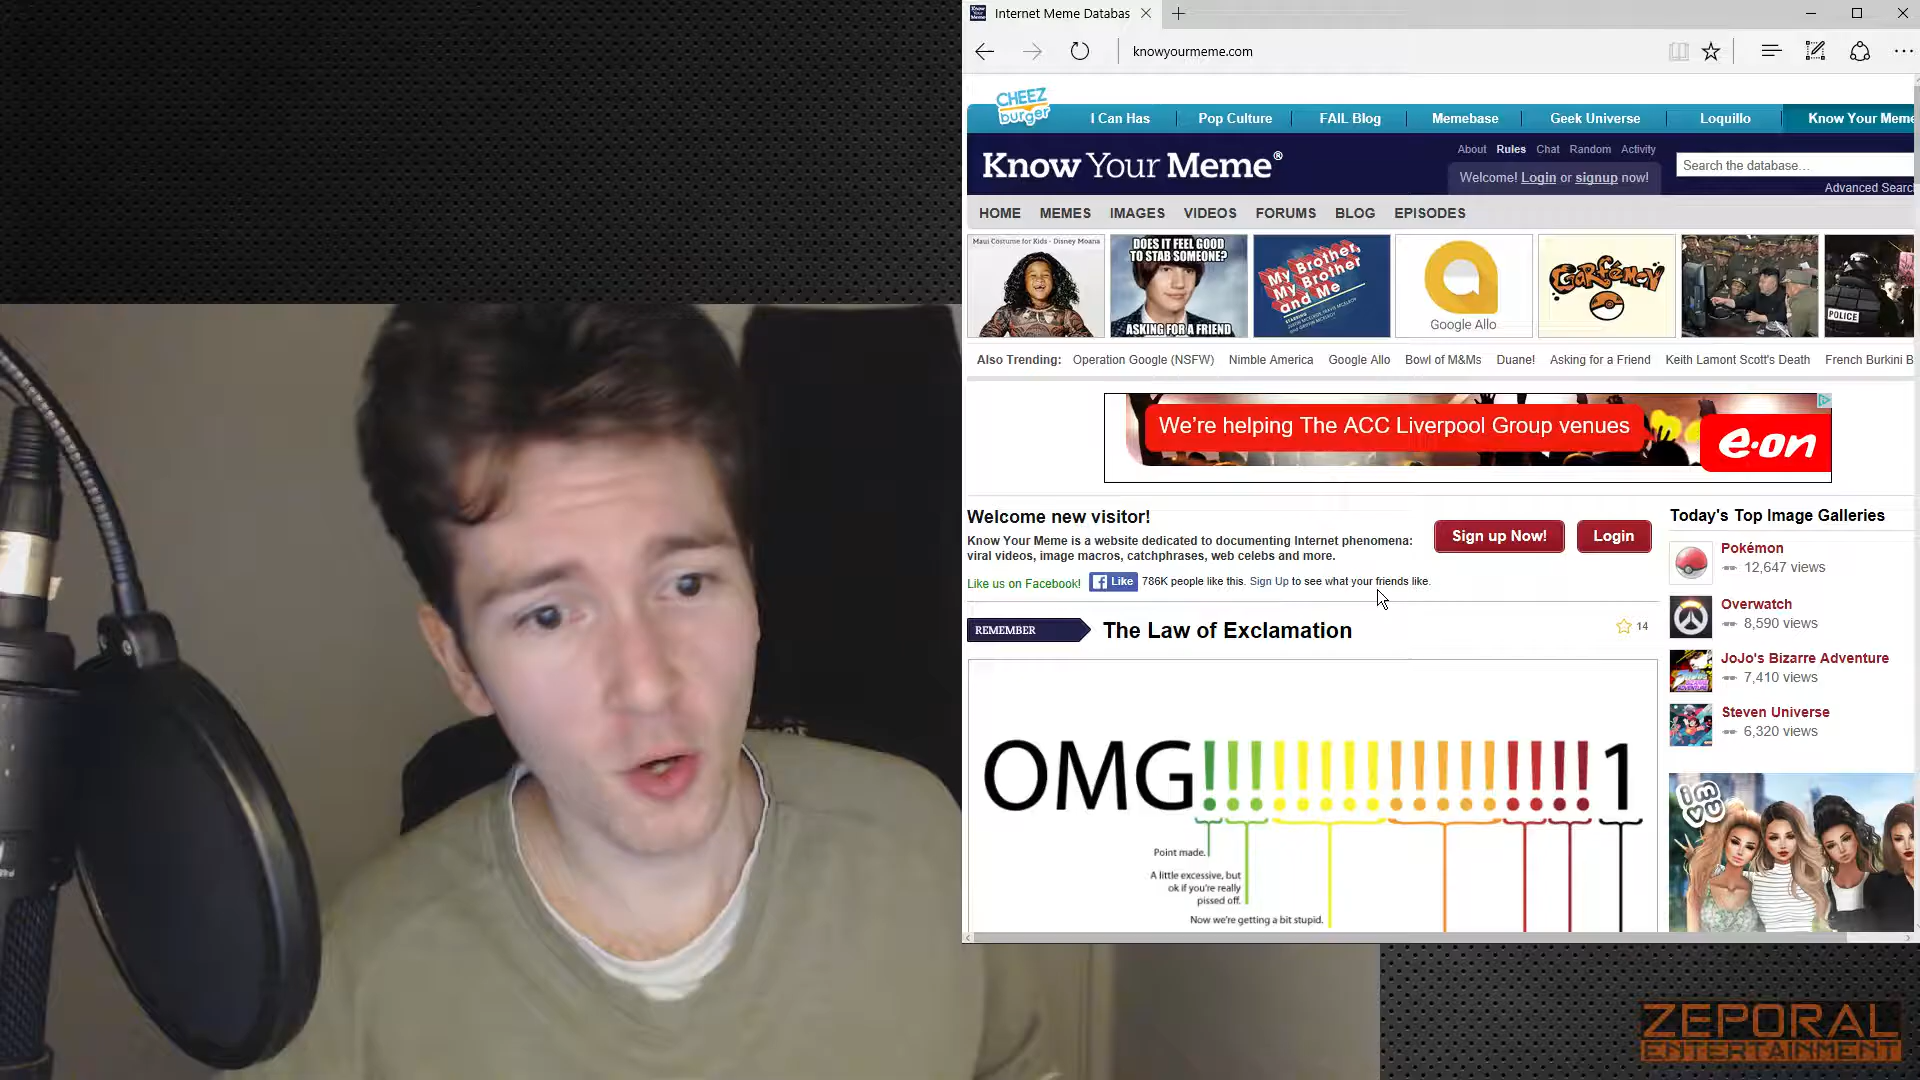 Internet Meme Databas
knowyourmeme.com
CHEEZ
burger
I Can Has
Pop Culture
FAIL Blog
Memebase
Geek Universe
Loquillo
Know Your Meme
Know Your Meme®
About Rules Chat Random Activity
Welcome! Login or signup now!
Search the database...
Advanced Searc
HOME MEMES IMAGES VIDEOS FORUMS BLOG EPISODES
Maui Costume for Kids - Disney Moana
DOES IT FEEL GOOD
TO STAB SOMEONE?
ASKING FOR A FRIEND
My Brother,
My Brother
and Me
Google Allo
Garfémon
POLICE
Also Trending: Operation Google (NSFW) Nimble America Google Allo Bowl of M&Ms Duane! Asking for a Friend Keith Lamont Scott's Death French Burkini B
We're helping The ACC Liverpool Group venues
e·on
Welcome new visitor!
Know Your Meme is a website dedicated to documenting Internet phenomena:
viral videos, image macros, catchphrases, web celebs and more.
Like us on Facebook! Like 786K people like this. Sign Up to see what your friends like.
Sign up Now!
Login
Today's Top Image Galleries
Pokémon
12,647 views
Overwatch
8,590 views
JoJo's Bizarre Adventure
7,410 views
Steven Universe
6,320 views
REMEMBER
The Law of Exclamation
14
OMG!!!!!!!!!!!!!!!!!1
Point made.
A little excessive, but
ok if you're really
pissed off.
Now we're getting a bit stupid.
imvu
ZEPORAL
ENTERTAINMENT